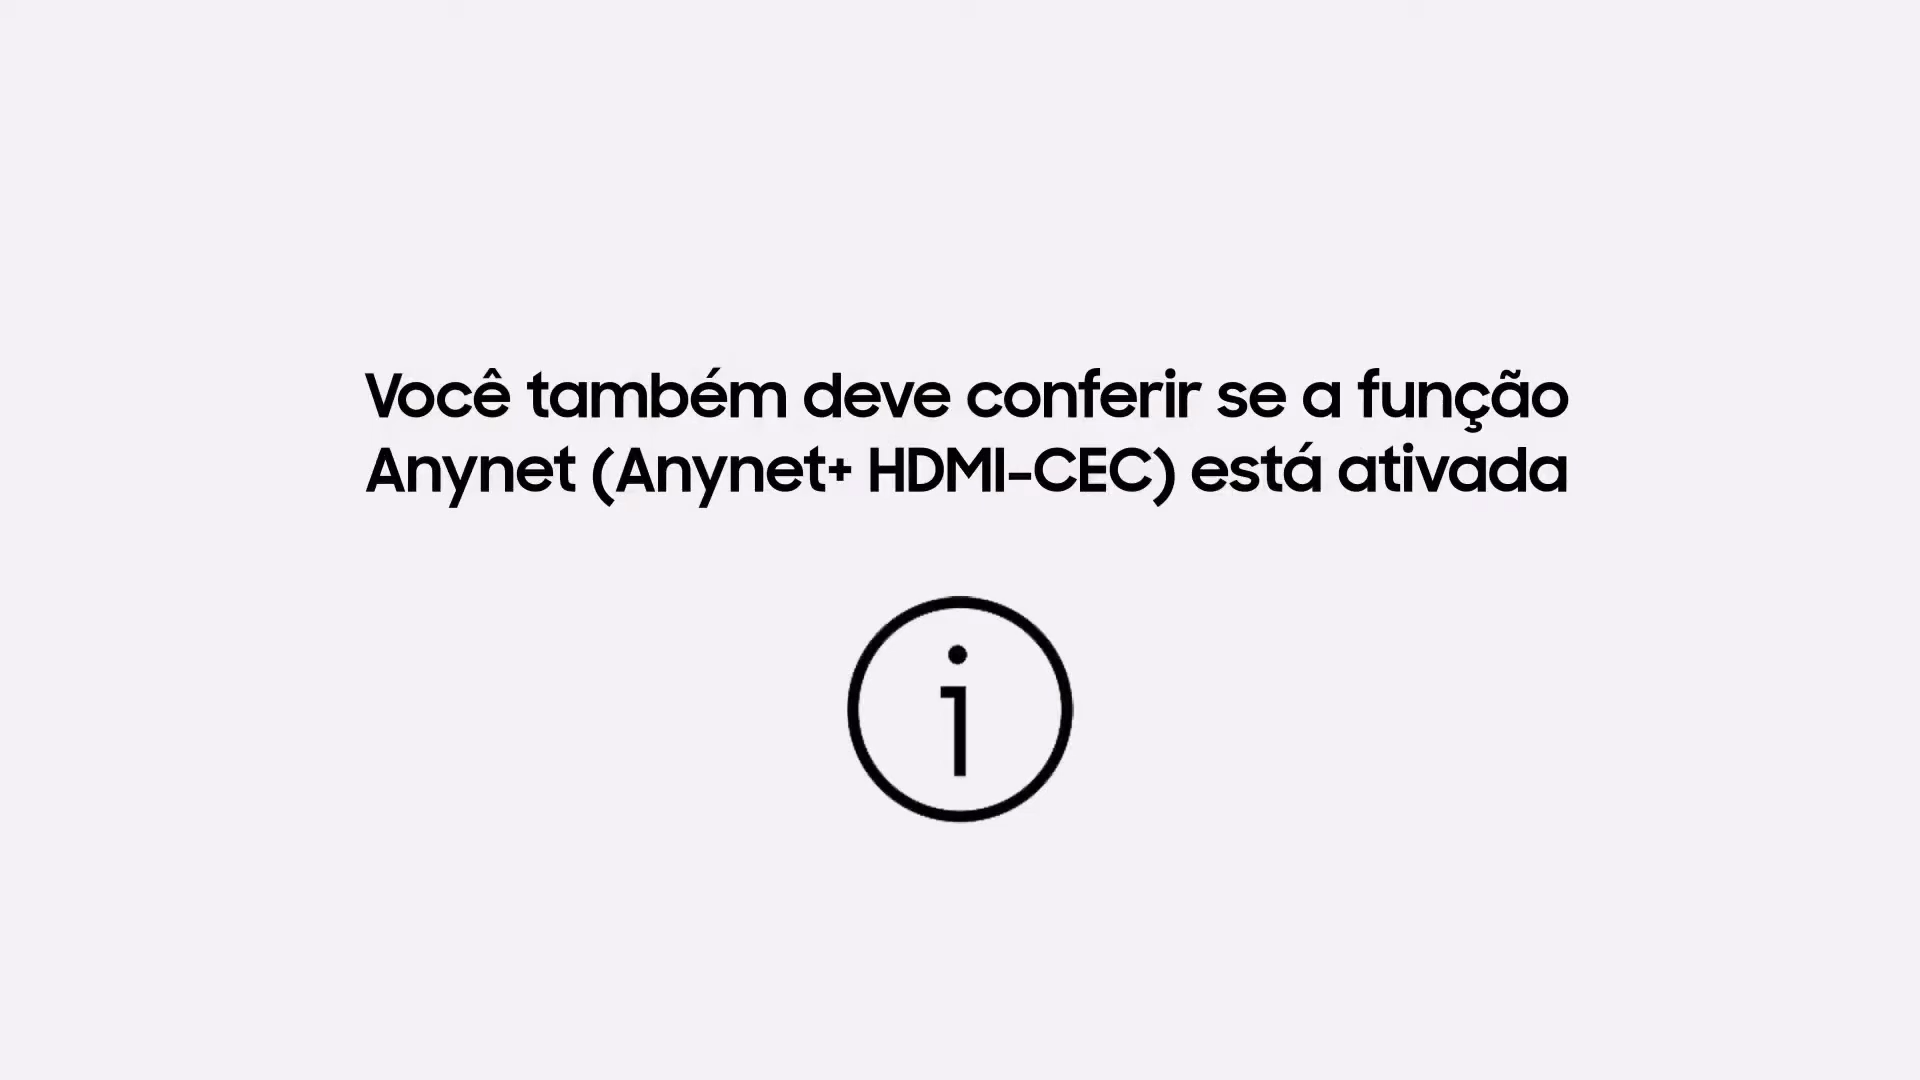 Você também deve conferir se a função
Anynet (Anynet+ HDMI-CEC) está ativada